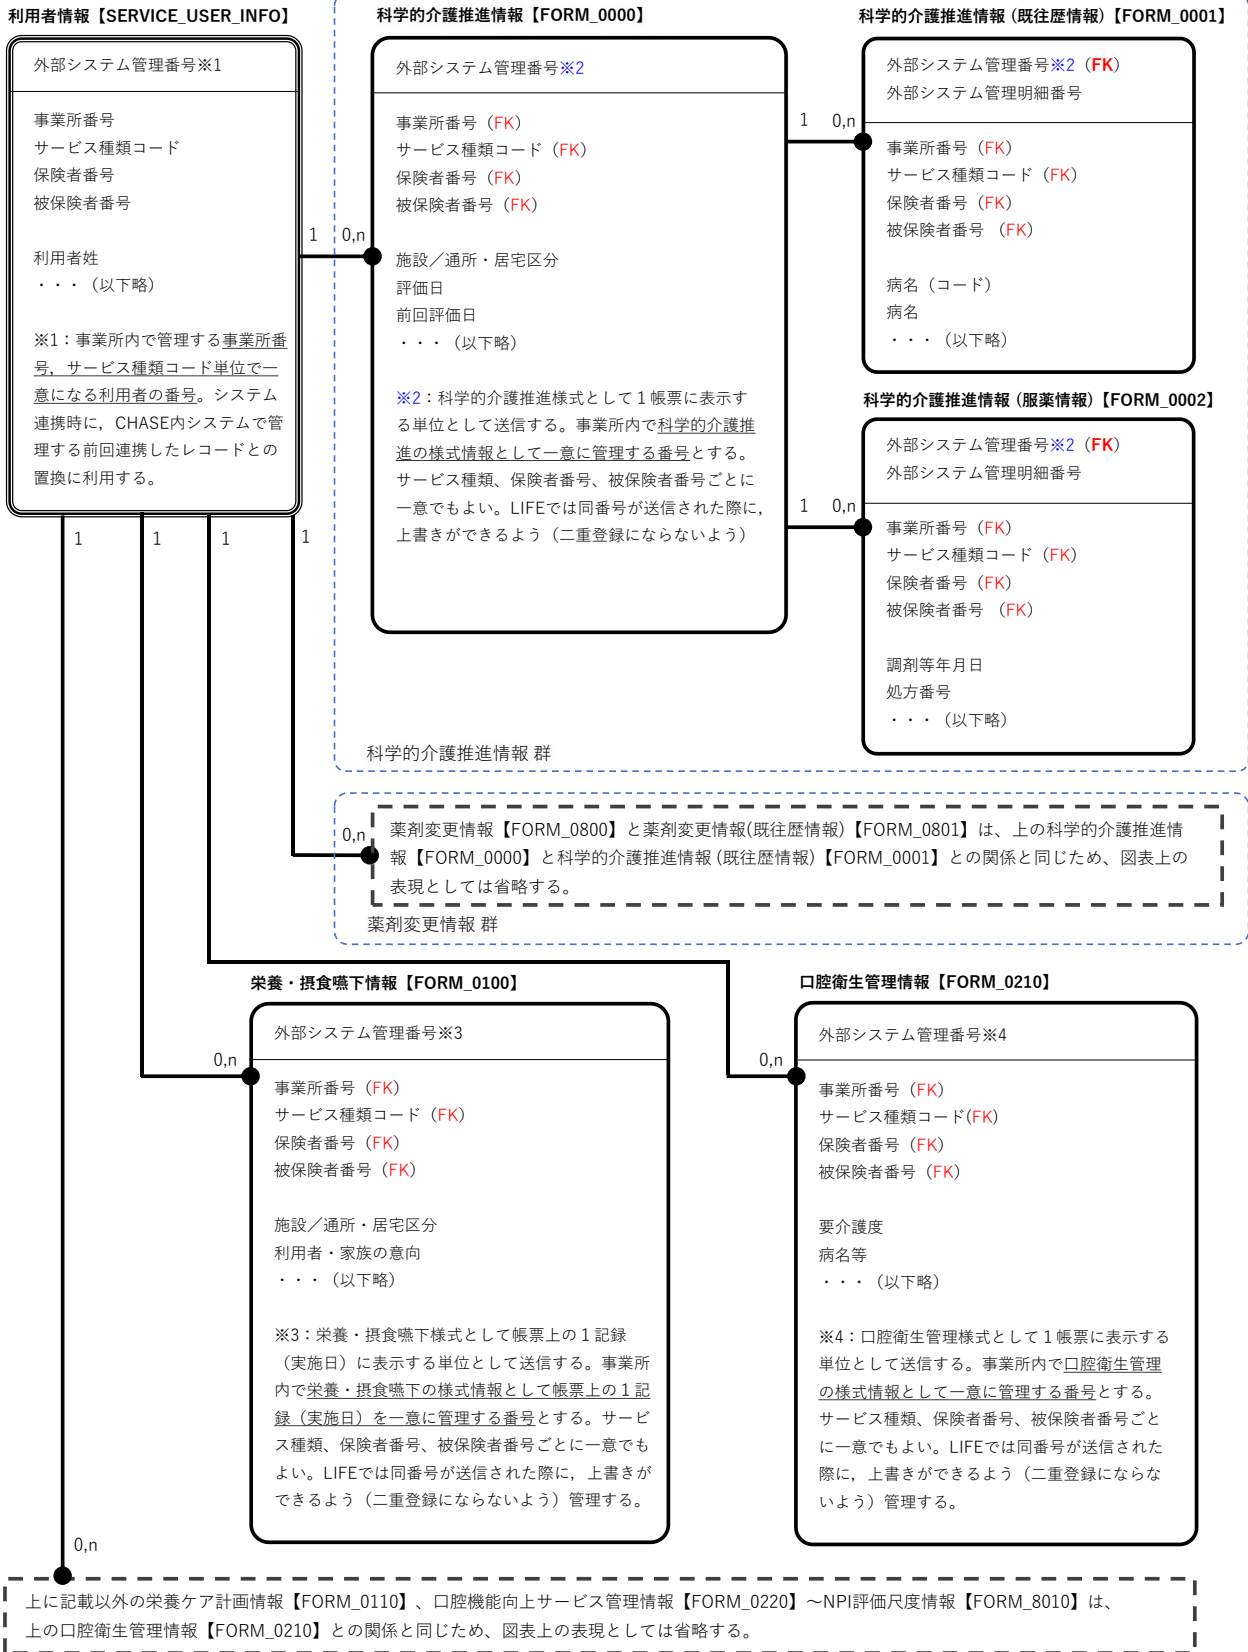 利用者情報【SERVICE_USER_INFO】
外部システム管理番号※1
事業所番号
サービス種類コード
保険者番号
被保険者番号
利用者姓
・・・（以下略）
※1：事業所内で管理する事業所番
号，サービス種類コード単位で一
意になる利用者の番号。システム
連携時に，CHASE内システムで管
理する前回連携したレコードとの
置換に利用する。
1
0,n
1
1
1
1
科学的介護推進情報【FORM_0000】
外部システム管理番号※2
事業所番号（FK）
サービス種類コード（FK）
保険者番号（FK）
被保険者番号（FK）
施設／通所・居宅区分
評価日
前回評価日
・・・（以下略）
※2：科学的介護推進様式として１帳票に表示す
る単位として送信する。事業所内で科学的介護推
進の様式情報として一意に管理する番号とする。
サービス種類、保険者番号、被保険者番号ごとに
一意でもよい。LIFEでは同番号が送信された際に，
上書きができるよう（二重登録にならないよう）
1
0,n
科学的介護推進情報 (既往歴情報)【FORM_0001】
外部システム管理番号※2（FK）
外部システム管理明細番号
事業所番号（FK）
サービス種類コード（FK）
保険者番号（FK）
被保険者番号 （FK）
病名（コード）
病名
・・・（以下略）
1
0,n
科学的介護推進情報 (服薬情報)【FORM_0002】
外部システム管理番号※2（FK）
外部システム管理明細番号
事業所番号（FK）
サービス種類コード（FK）
保険者番号（FK）
被保険者番号 （FK）
調剤等年月日
処方番号
・・・（以下略）
科学的介護推進情報 群
0,n
薬剤変更情報【FORM_0800】と薬剤変更情報(既往歴情報)【FORM_0801】は、上の科学的介護推進情
報【FORM_0000】と科学的介護推進情報 (既往歴情報)【FORM_0001】との関係と同じため、図表上の
表現としては省略する。
薬剤変更情報 群
栄養・摂食嚥下情報【FORM_0100】
0,n
外部システム管理番号※3
事業所番号（FK）
サービス種類コード（FK）
保険者番号（FK）
被保険者番号（FK）
施設／通所・居宅区分
利用者・家族の意向
・・・（以下略）
※3：栄養・摂食嚥下様式として帳票上の１記録
（実施日）に表示する単位として送信する。事業所
内で栄養・摂食嚥下の様式情報として帳票上の１記
録（実施日）を一意に管理する番号とする。サービ
ス種類、保険者番号、被保険者番号ごとに一意でも
よい。LIFEでは同番号が送信された際に，上書きが
できるよう（二重登録にならないよう）管理する。
口腔衛生管理情報【FORM_0210】
0,n
外部システム管理番号※4
事業所番号（FK）
サービス種類コード(FK)
保険者番号（FK）
被保険者番号（FK）
要介護度
病名等
・・・（以下略）
※4：口腔衛生管理様式として１帳票に表示する
単位として送信する。事業所内で口腔衛生管理
の様式情報として一意に管理する番号とする。
サービス種類、保険者番号、被保険者番号ごと
に一意でもよい。LIFEでは同番号が送信された
際に，上書きができるよう（二重登録にならな
いよう）管理する。
0,n
上に記載以外の栄養ケア計画情報【FORM_0110】、口腔機能向上サービス管理情報【FORM_0220】～NPI評価尺度情報【FORM_8010】は、
上の口腔衛生管理情報【FORM_0210】との関係と同じため、図表上の表現としては省略する。